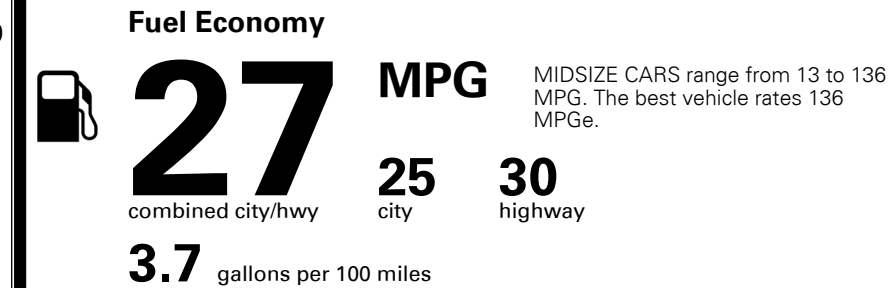 Fuel Economy
27 MPG
MIDSIZE CARS range from 13 to 136
MPG. The best vehicle rates 136
MPGe.
combined city/hwy
25
city
30
highway
3.7 gallons per 100 miles